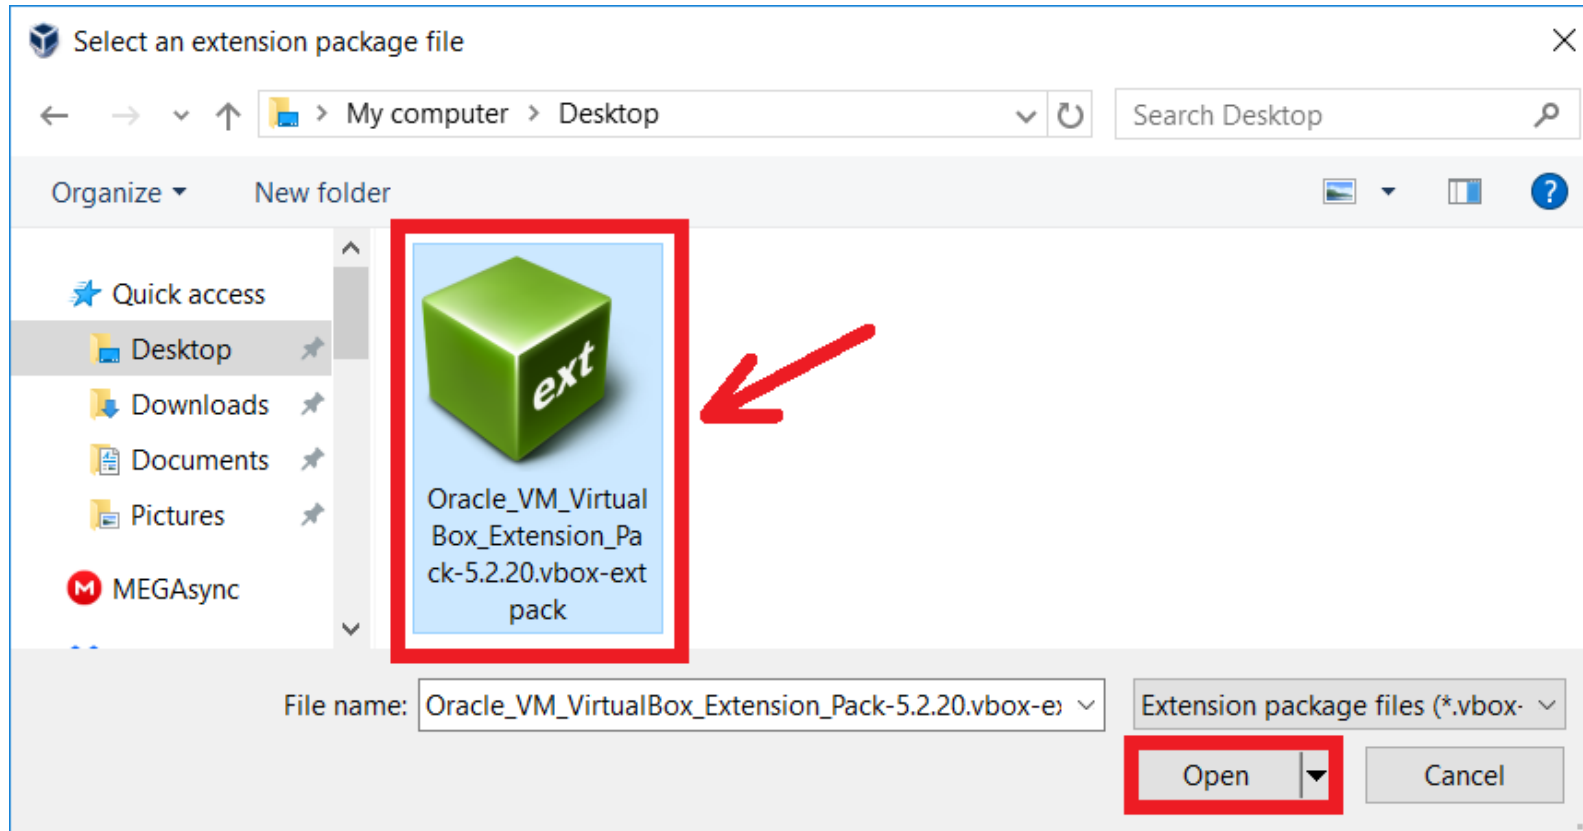 Select an extension package file
My computer > Desktop
Search Desktop
Organize
New folder
Quick access
Desktop
Downloads
Documents
Pictures
MEGAsync
ext
Oracle_VM_Virtual
Box_Extension_Pa
ck-5.2.20.vbox-ext
pack
File name:
Oracle_VM_VirtualBox_Extension_Pack-5.2.20.vbox-e
Extension package files (*.vbox-
Open
Cancel